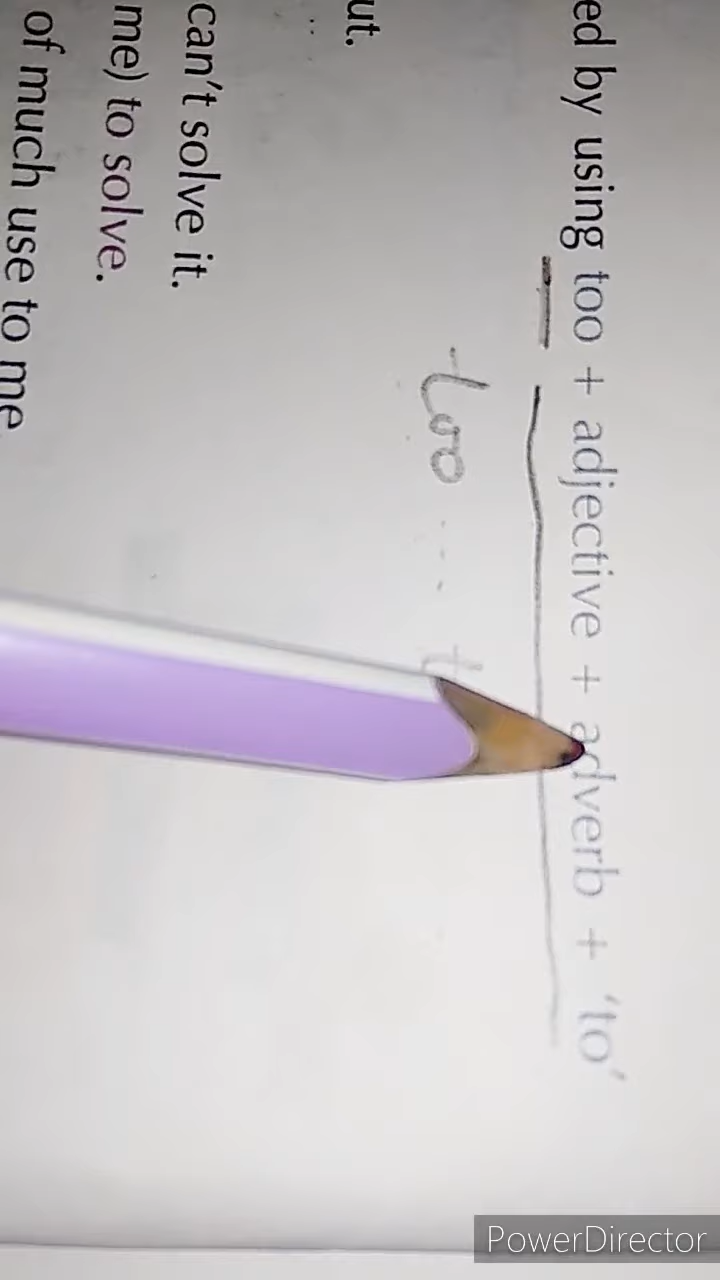 ed by using too + adjective + adverb + 'to'
too ... t
ut.
can't solve it.
me) to solve.
of much use to me
PowerDirector